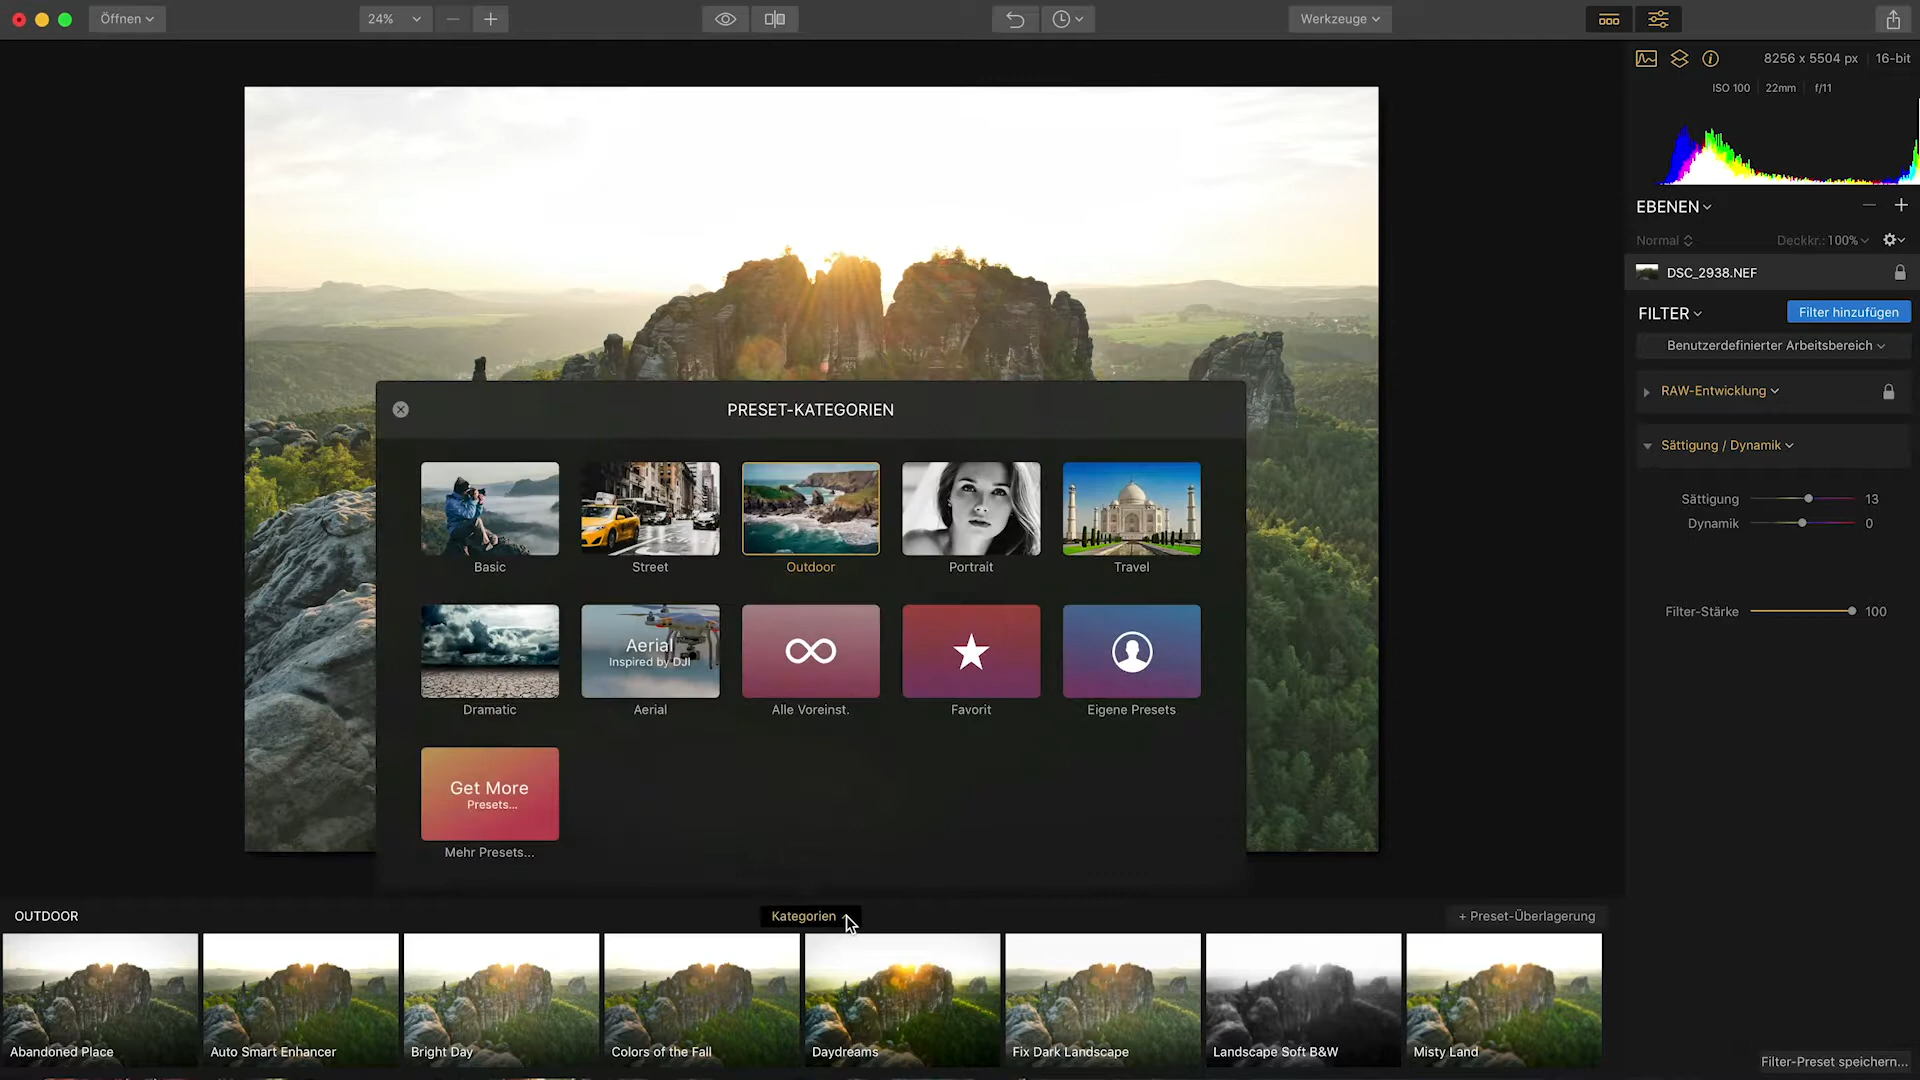 Öffnen
24%
Werkzeuge
8256 x 5504 px
16-bit
ISO 100
22mm
f/11
EBENEN
Normal
Deckkr.: 100%
DSC_2938.NEF
FILTER
Filter hinzufügen
Benutzerdefinierter Arbeitsbereich
RAW-Entwicklung
Sättigung / Dynamik
Sättigung
13
Dynamik
0
Filter-Stärke
100
PRESET-KATEGORIEN
Basic
Street
Outdoor
Portrait
Travel
Aerial
Inspired by DJI
Dramatic
Aerial
Alle Voreinst.
Favorit
Eigene Presets
Get More
Presets...
Mehr Presets...
OUTDOOR
Kategorien
+ Preset-Überlagerung
Abandoned Place
Auto Smart Enhancer
Bright Day
Colors of the Fall
Daydreams
Fix Dark Landscape
Landscape Soft B&W
Misty Land
Filter-Preset speichern...